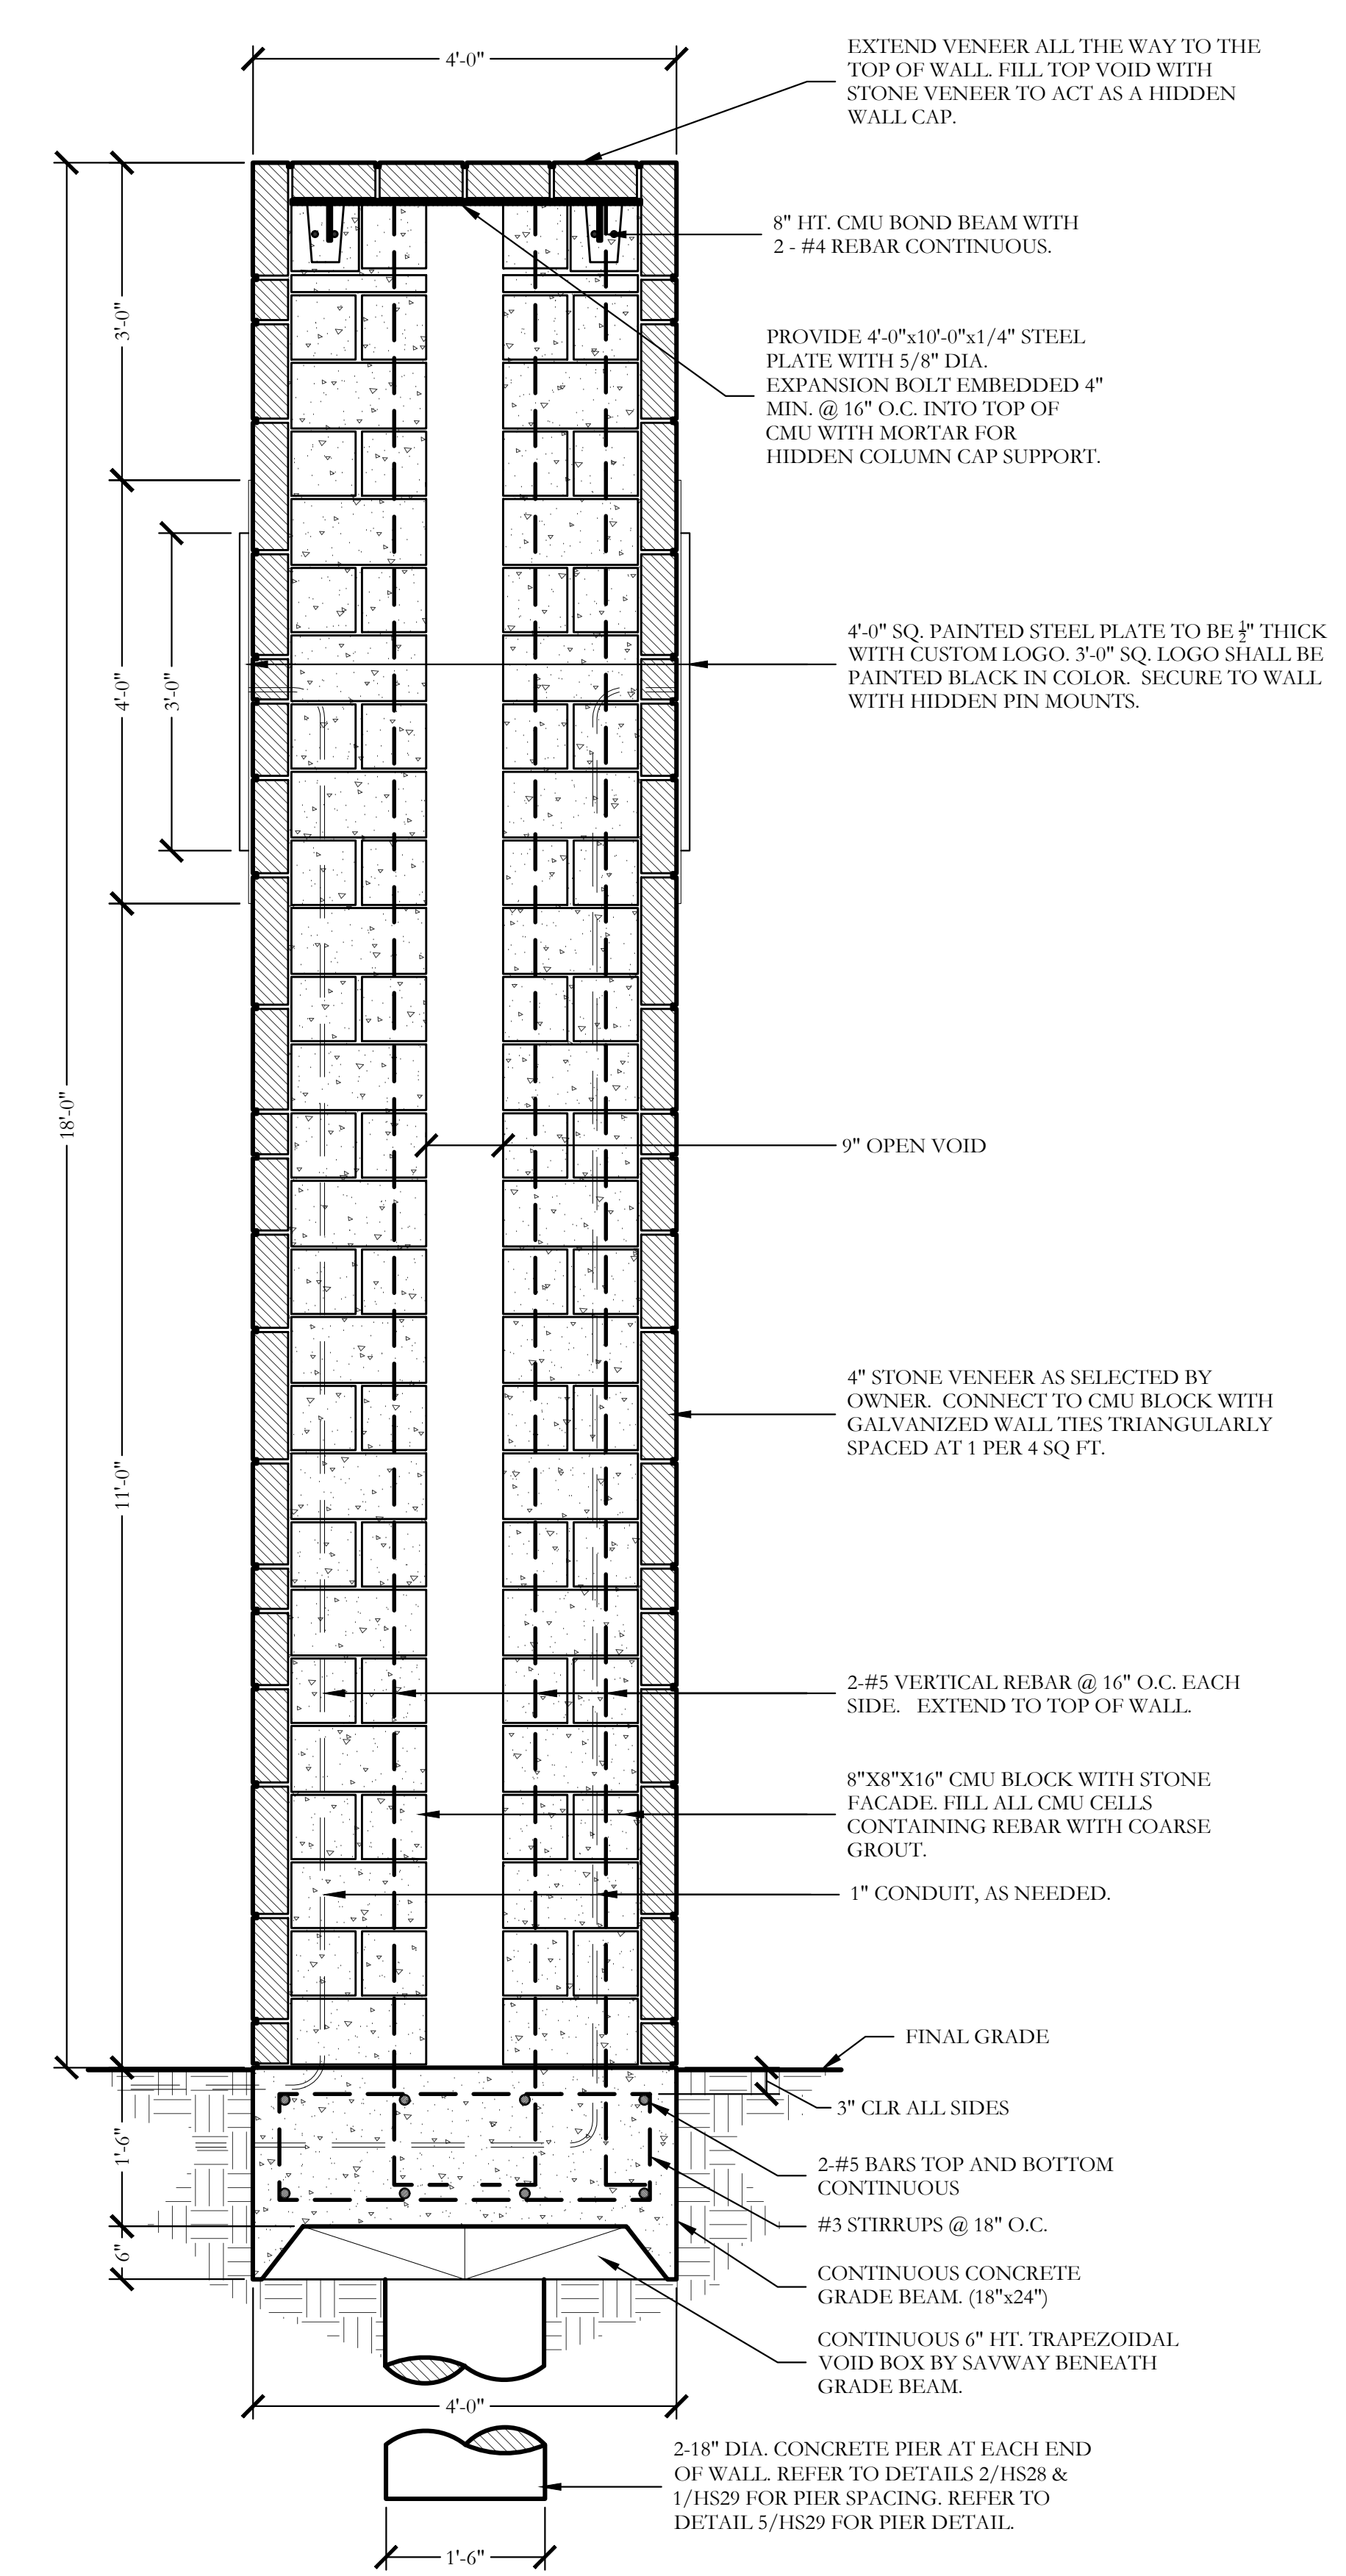 4'-0"
EXTEND VENEER ALL THE WAY TO THE
TOP OF WALL. FILL TOP VOID WITH
STONE VENEER TO ACT AS A HIDDEN
WALL CAP.
8" HT. CMU BOND BEAM WITH
2 - #4 REBAR CONTINUOUS.
3'-0"
PROVIDE 4'-0"x10'-0"x1/4" STEEL
PLATE WITH 5/8" DIA.
EXPANSION BOLT EMBEDDED 4"
MIN. @ 16" O.C. INTO TOP OF
CMU WITH MORTAR FOR
HIDDEN COLUMN CAP SUPPORT.
4'-0"
3'-0"
4'-0" SQ. PAINTED STEEL PLATE TO BE ½" THICK
WITH CUSTOM LOGO. 3'-0" SQ. LOGO SHALL BE
PAINTED BLACK IN COLOR. SECURE TO WALL
WITH HIDDEN PIN MOUNTS.
18'-0"
9" OPEN VOID
4" STONE VENEER AS SELECTED BY
OWNER. CONNECT TO CMU BLOCK WITH
GALVANIZED WALL TIES TRIANGULARLY
SPACED AT 1 PER 4 SQ FT.
11'-0"
2-#5 VERTICAL REBAR @ 16" O.C. EACH
SIDE. EXTEND TO TOP OF WALL.
8"X8"X16" CMU BLOCK WITH STONE
FACADE. FILL ALL CMU CELLS
CONTAINING REBAR WITH COARSE
GROUT.
1" CONDUIT, AS NEEDED.
FINAL GRADE
3" CLR ALL SIDES
1'-6"
2-#5 BARS TOP AND BOTTOM
CONTINUOUS
#3 STIRRUPS @ 18" O.C.
6"
CONTINUOUS CONCRETE
GRADE BEAM. (18"x24")
CONTINUOUS 6" HT. TRAPEZOIDAL
VOID BOX BY SAVWAY BENEATH
GRADE BEAM.
4'-0"
2-18" DIA. CONCRETE PIER AT EACH END
OF WALL. REFER TO DETAILS 2/HS28 &
1/HS29 FOR PIER SPACING. REFER TO
DETAIL 5/HS29 FOR PIER DETAIL.
1'-6"